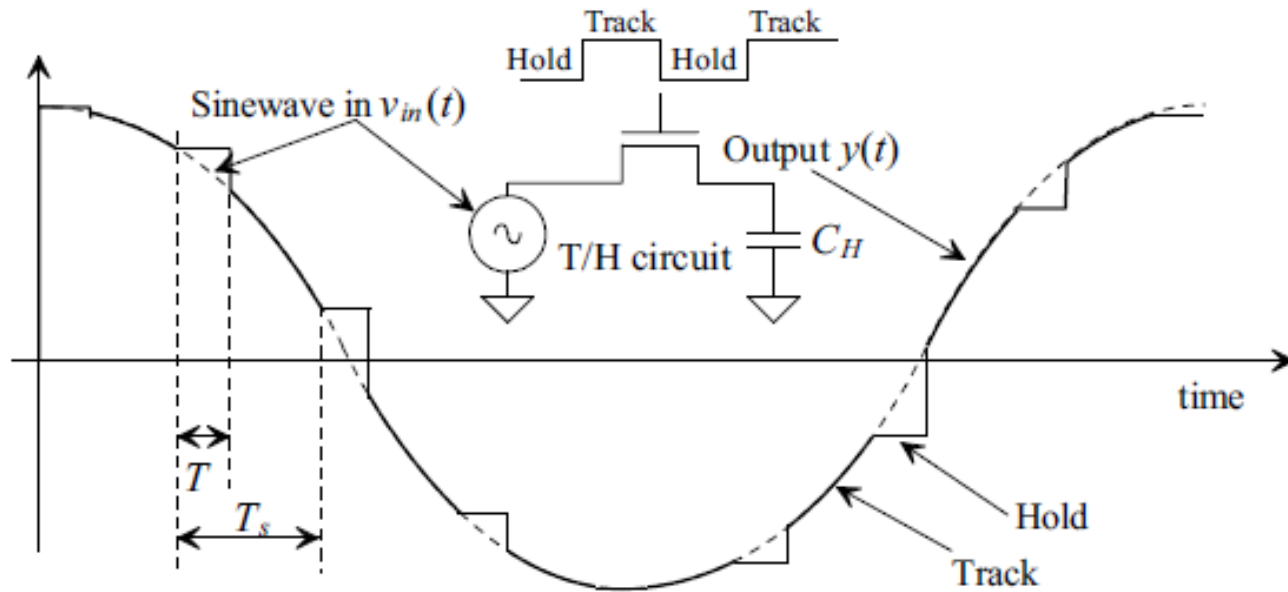 Track Track
Hold Hold
Sinewave in v_in(t)
Output y(t)
T/H circuit
C_H
time
T
T_s
Hold
Track